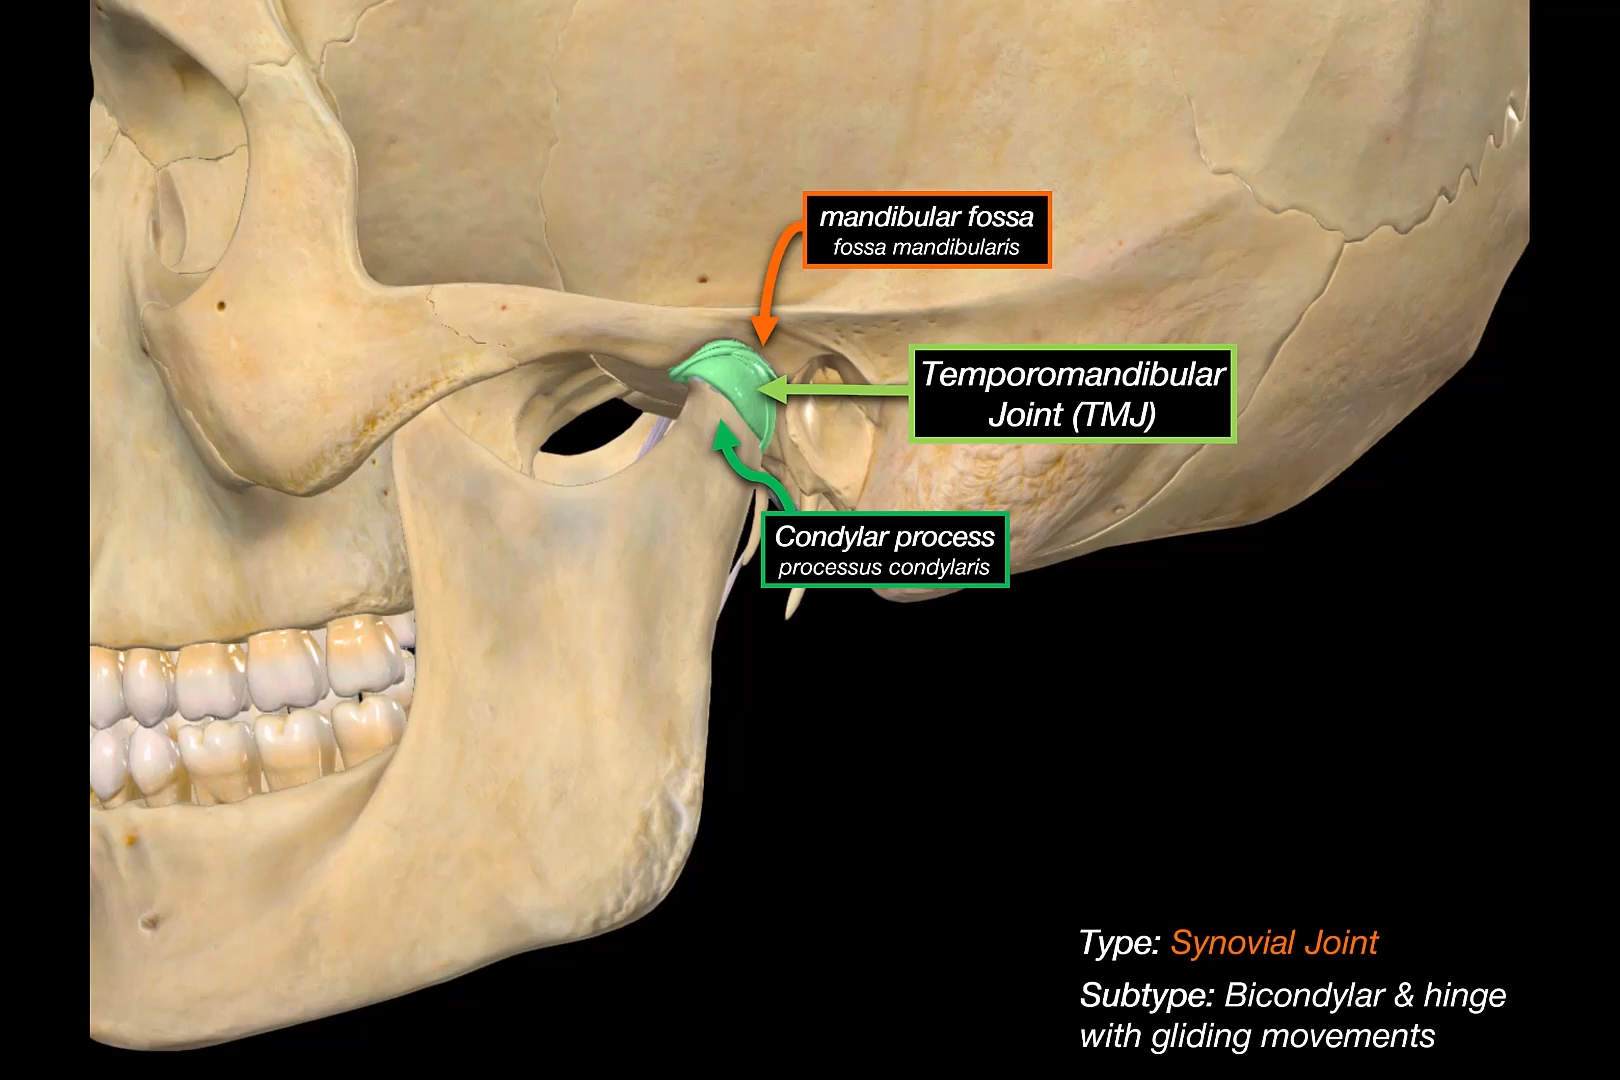 mandibular fossa
fossa mandibularis
Temporomandibular
Joint (TMJ)
Condylar process
processus condylaris
Type: Synovial Joint
Subtype: Bicondylar & hinge
with gliding movements